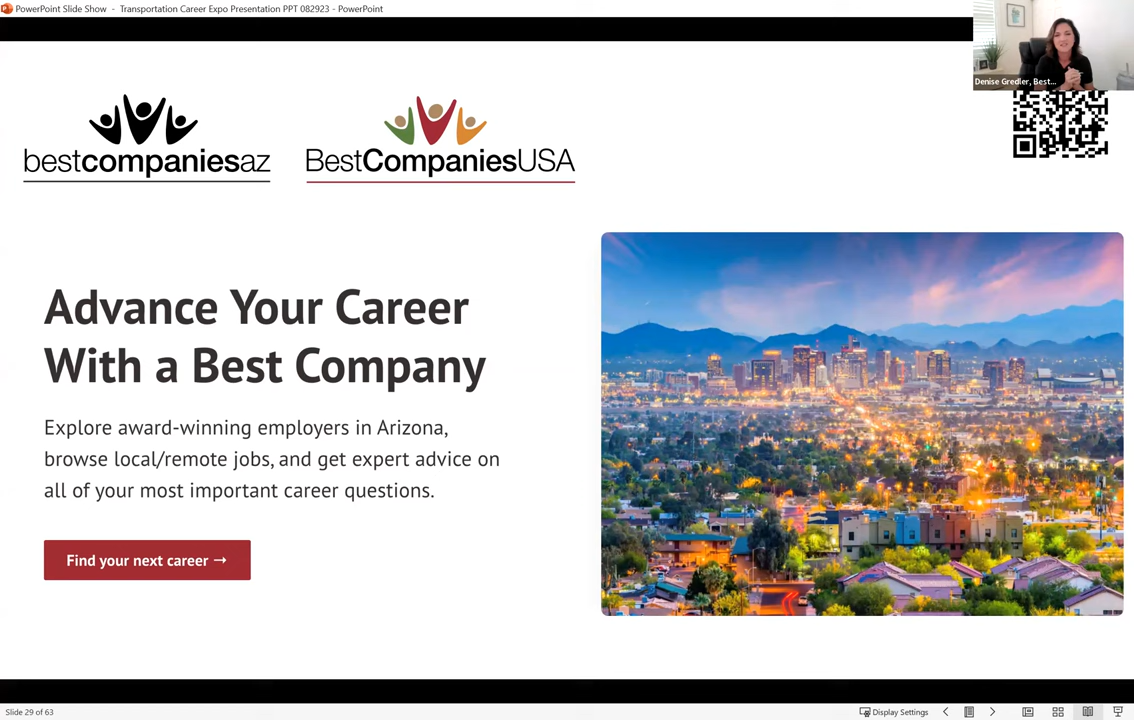 PowerPoint Slide Show - Transportation Career Expo Presentation PPT 082923 - PowerPoint
Denise Gredler, Best...
bestcompaniesaz
BestCompaniesUSA
Advance Your Career
With a Best Company
Explore award-winning employers in Arizona,
browse local/remote jobs, and get expert advice on
all of your most important career questions.
Find your next career →
Slide 29 of 63
Display Settings